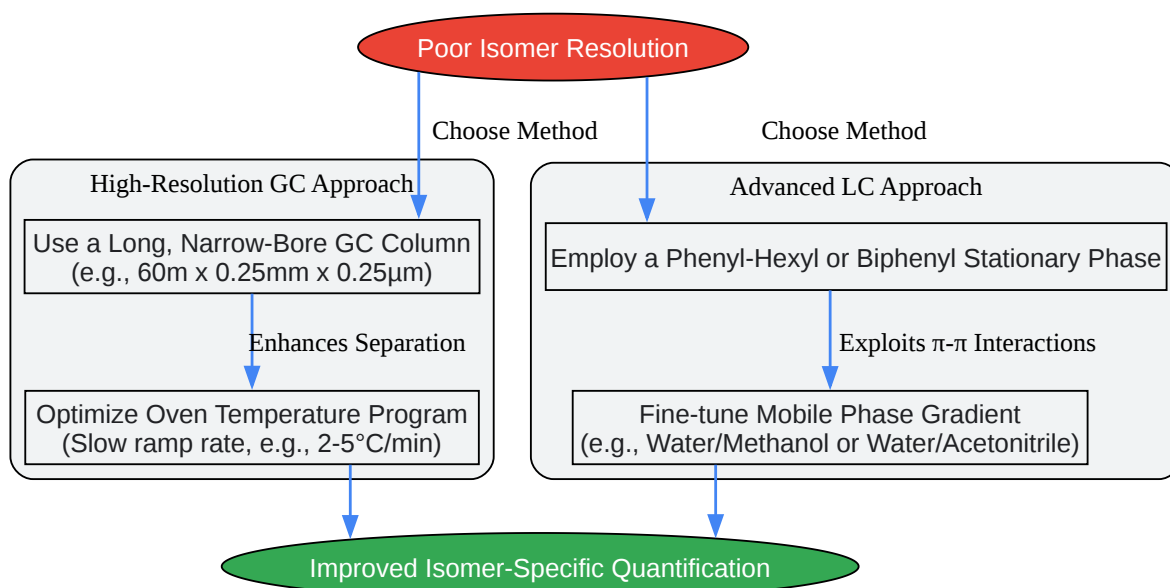 Poor Isomer Resolution
Choose Method
Choose Method
High-Resolution GC Approach
Use a Long, Narrow-Bore GC Column
(e.g., 60m x 0.25mm x 0.25µm)
Enhances Separation
Optimize Oven Temperature Program
(Slow ramp rate, e.g., 2-5°C/min)
Advanced LC Approach
Employ a Phenyl-Hexyl or Biphenyl Stationary Phase
Exploits π-π Interactions
Fine-tune Mobile Phase Gradient
(e.g., Water/Methanol or Water/Acetonitrile)
Improved Isomer-Specific Quantification